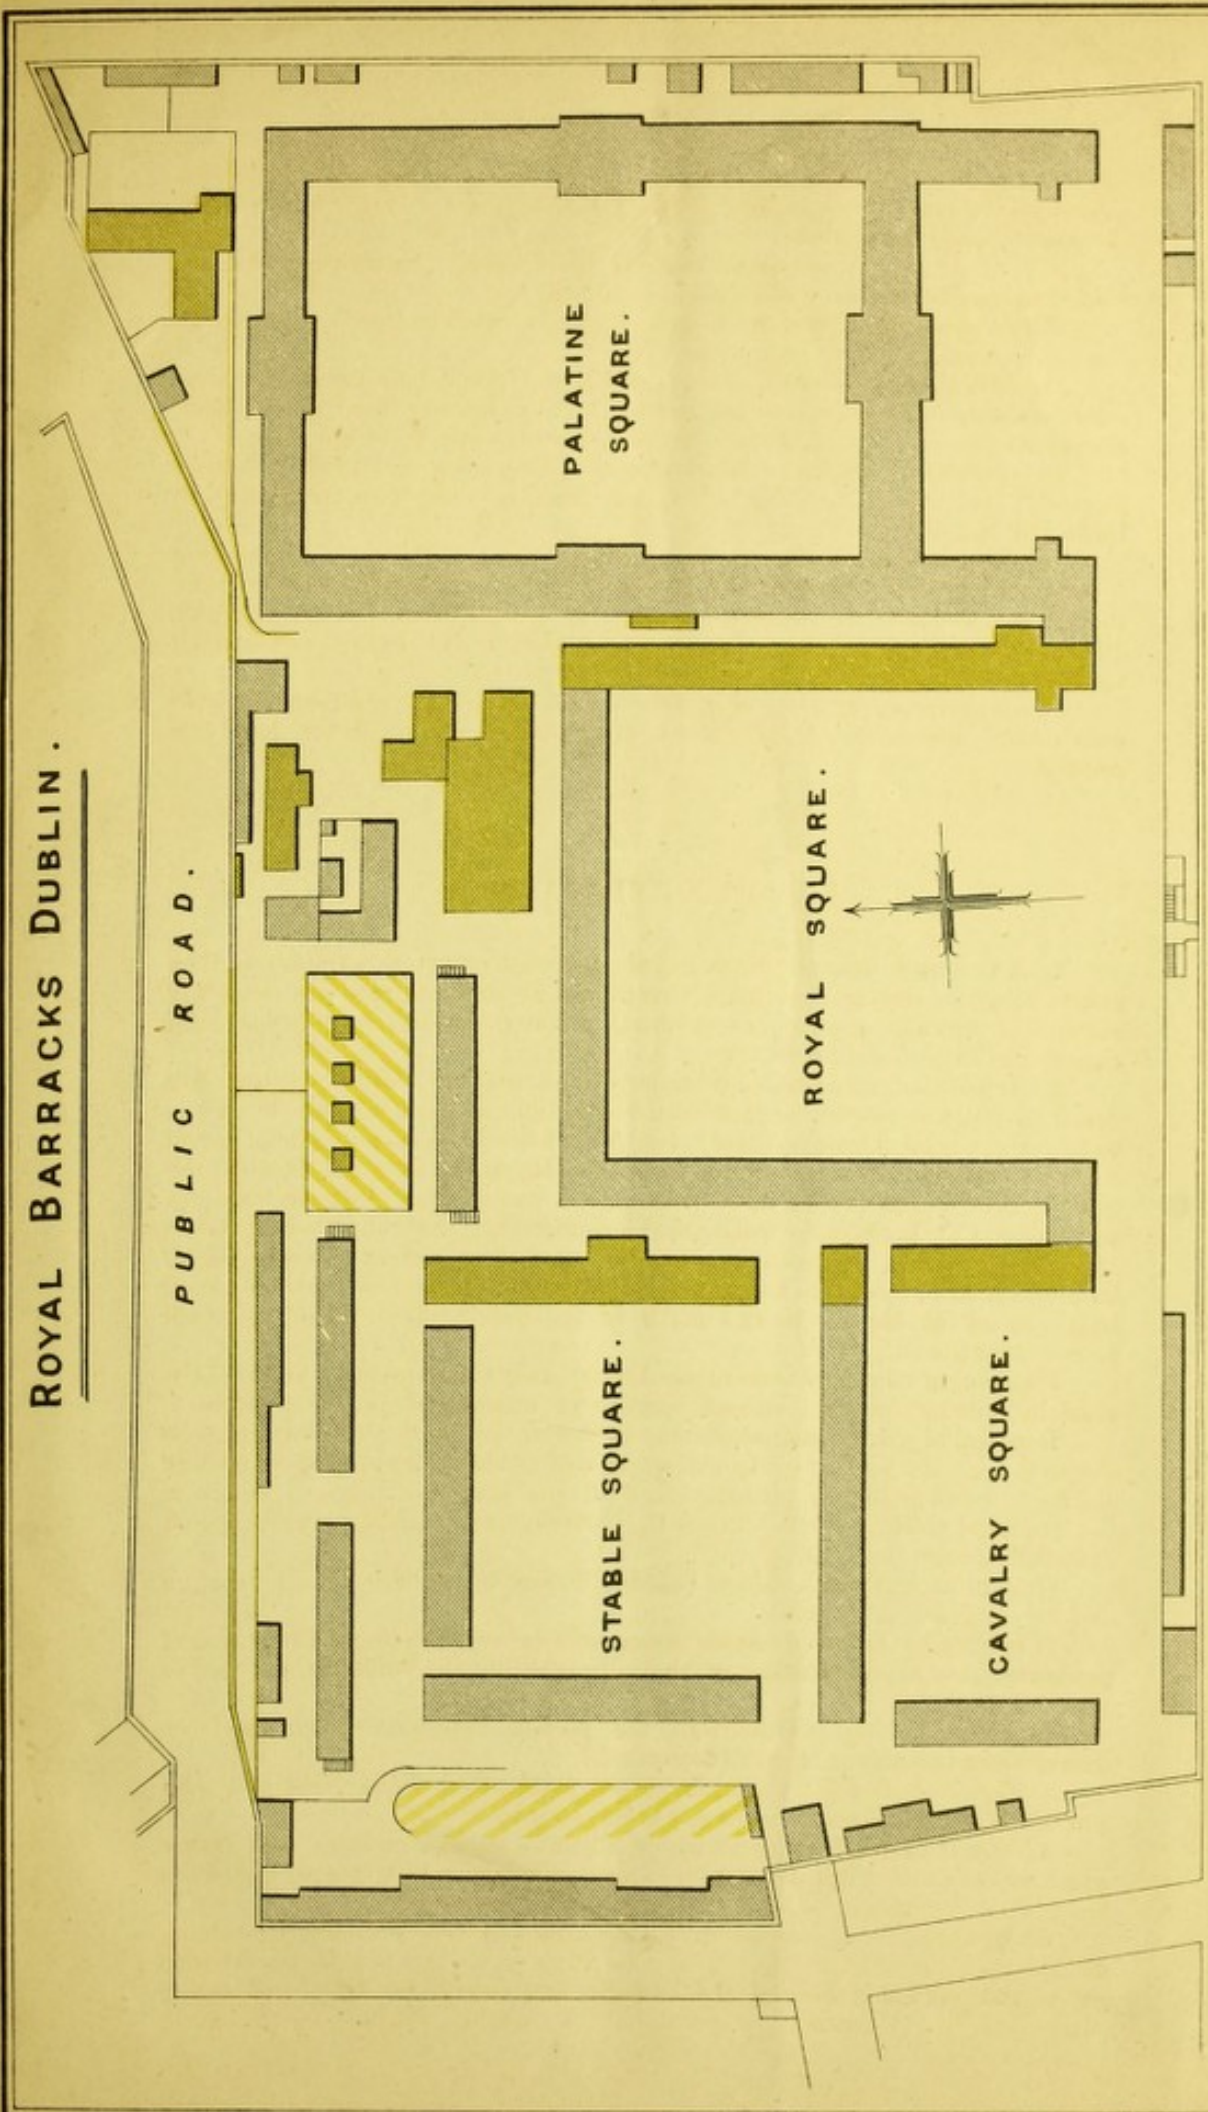 ROYAL BARRACKS DUBLIN.
PUBLIC ROAD.
PALATINE
SQUARE.
ROYAL SQUARE.
STABLE SQUARE.
CAVALRY SQUARE.